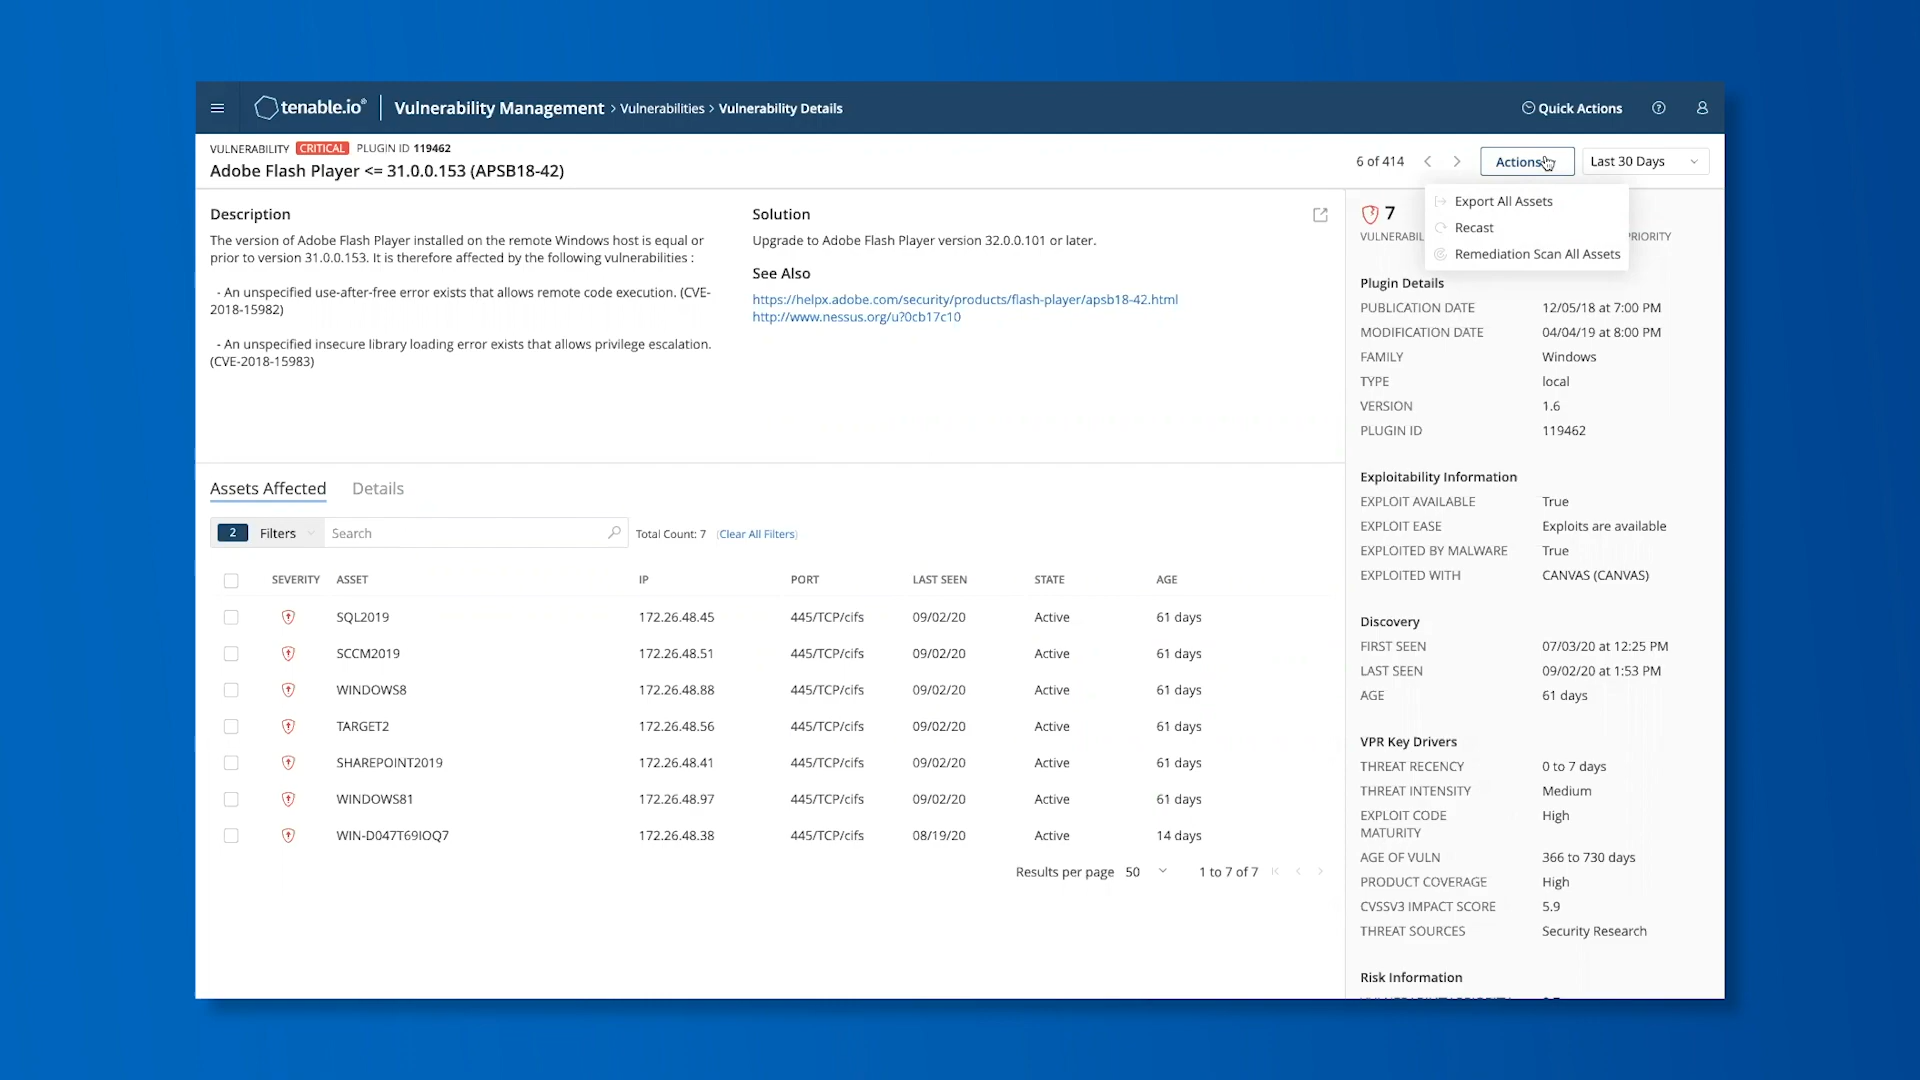 tenable.io®
Vulnerability Management > Vulnerabilities > Vulnerability Details
Quick Actions
VULNERABILITY CRITICAL PLUGIN ID 119462
Adobe Flash Player <= 31.0.0.153 (APSB18-42)
6 of 414
Actions
Last 30 Days
Export All Assets
Recast
Remediation Scan All Assets
Description
The version of Adobe Flash Player installed on the remote Windows host is equal or
prior to version 31.0.0.153. It is therefore affected by the following vulnerabilities :
- An unspecified use-after-free error exists that allows remote code execution. (CVE-
2018-15982)
- An unspecified insecure library loading error exists that allows privilege escalation.
(CVE-2018-15983)
Solution
Upgrade to Adobe Flash Player version 32.0.0.101 or later.
See Also
https://helpx.adobe.com/security/products/flash-player/apsb18-42.html
http://www.nessus.org/u?0cb17c10
7
Plugin Details
PUBLICATION DATE 12/05/18 at 7:00 PM
MODIFICATION DATE 04/04/19 at 8:00 PM
FAMILY Windows
TYPE local
VERSION 1.6
PLUGIN ID 119462
Exploitability Information
EXPLOIT AVAILABLE True
EXPLOIT EASE Exploits are available
EXPLOITED BY MALWARE True
EXPLOITED WITH CANVAS (CANVAS)
Discovery
FIRST SEEN 07/03/20 at 12:25 PM
LAST SEEN 09/02/20 at 1:53 PM
AGE 61 days
VPR Key Drivers
THREAT RECENCY 0 to 7 days
THREAT INTENSITY Medium
EXPLOIT CODE High
MATURITY
AGE OF VULN 366 to 730 days
PRODUCT COVERAGE High
CVSSV3 IMPACT SCORE 5.9
THREAT SOURCES Security Research
Risk Information
Assets Affected Details
2 Filters Search Total Count: 7 (Clear All Filters)
SEVERITY ASSET IP PORT LAST SEEN STATE AGE
SQL2019 172.26.48.45 445/TCP/cifs 09/02/20 Active 61 days
SCCM2019 172.26.48.51 445/TCP/cifs 09/02/20 Active 61 days
WINDOWS8 172.26.48.88 445/TCP/cifs 09/02/20 Active 61 days
TARGET2 172.26.48.56 445/TCP/cifs 09/02/20 Active 61 days
SHAREPOINT2019 172.26.48.41 445/TCP/cifs 09/02/20 Active 61 days
WINDOWS81 172.26.48.97 445/TCP/cifs 09/02/20 Active 61 days
WIN-D047T69IOQ7 172.26.48.38 445/TCP/cifs 08/19/20 Active 14 days
Results per page 50 1 to 7 of 7